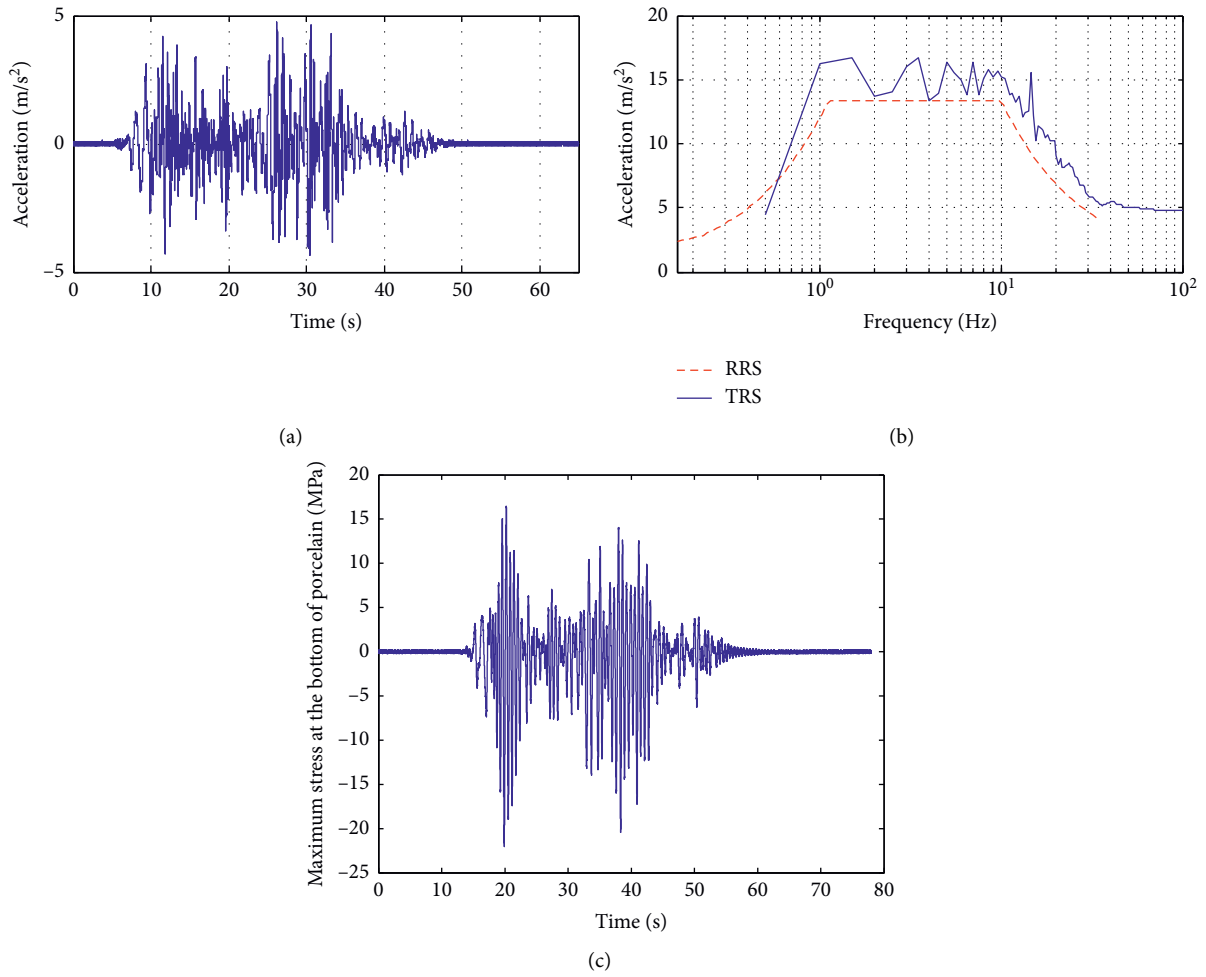 5
0
−5
Acceleration (m/s2)
0 10 20 30 40 50 60
Time (s)
(a)
20
15
10
5
0
Acceleration (m/s2)
100 101 102
Frequency (Hz)
RRS
TRS
(b)
20
15
10
5
0
−5
−10
−15
−20
−25
Maximum stress at the bottom of porcelain (MPa)
0 10 20 30 40 50 60 70 80
Time (s)
(c)